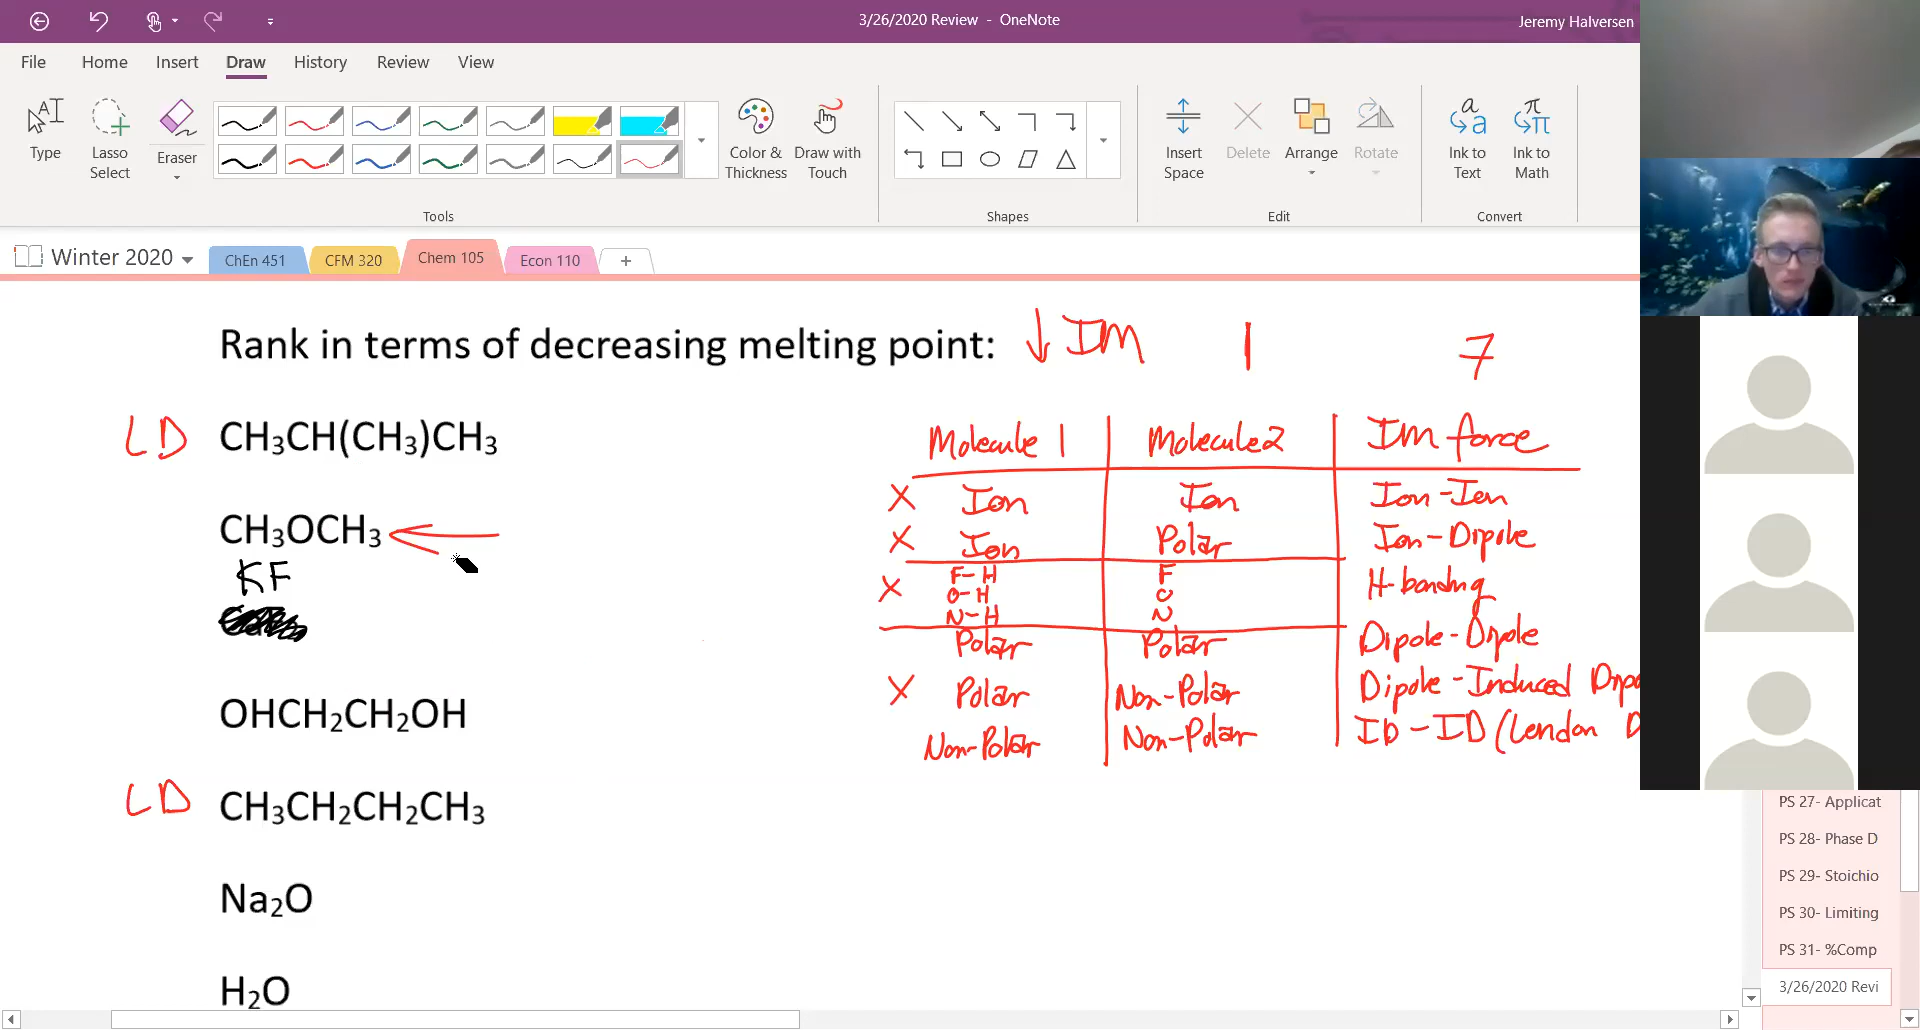 3/26/2020 Review - OneNote
Jeremy Halversen
File Home Insert Draw History Review View
Type
Lasso Select
Eraser
Color & Thickness
Draw with Touch
Insert Space
Delete
Arrange
Rotate
Ink to Text
Ink to Math
Tools
Shapes
Edit
Convert
Winter 2020
ChEn 451
CFM 320
Chem 105
Econ 110
Rank in terms of decreasing melting point: ↓ IM 1 7
LD CH₃CH(CH₃)CH₃
CH₃OCH₃
KF
OHCH₂CH₂OH
LD CH₃CH₂CH₂CH₃
Na₂O
H₂O
Molecule 1 Molecule 2 IM force
X Ion Ion Ion-Ion
X Ion Polar Ion-Dipole
F-H F
X O-H O H-bonding
N-H N
Polar Polar Dipole-Dipole
X Polar Non-Polar Dipole-Induced Dipo
Non-Polar Non-Polar ID-ID (London D
PS 27- Applicat
PS 28- Phase D
PS 29- Stoichio
PS 30- Limiting
PS 31- %Comp
3/26/2020 Revi